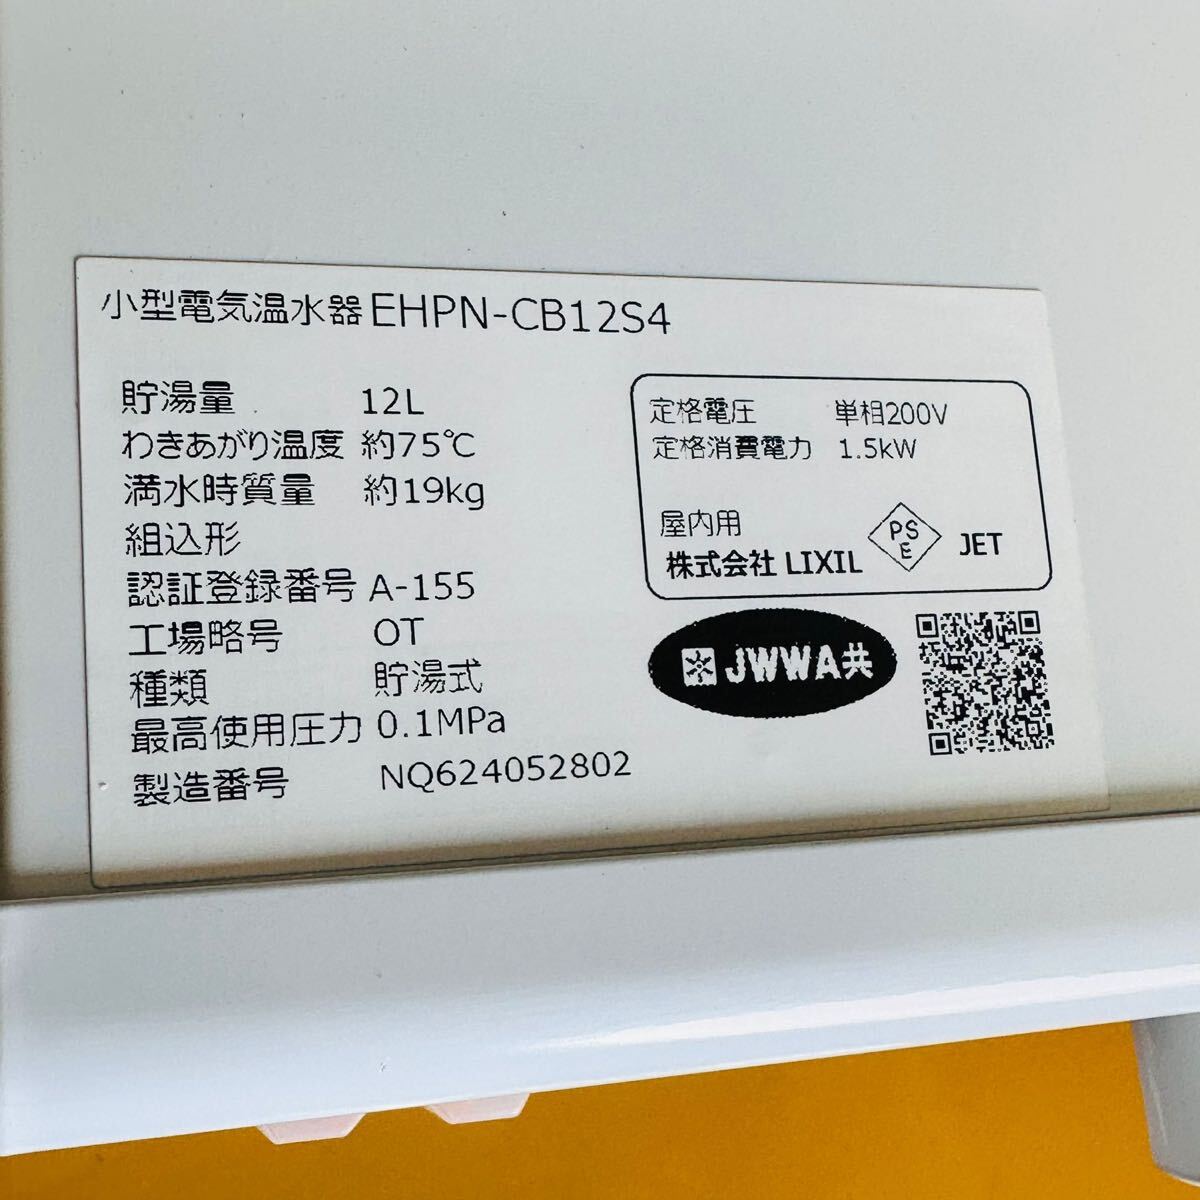 小型電気温水器 EHPN-CB12S4
貯湯量 12L
わきあがり温度 約75℃
満水時質量 約19kg
組込形
認証登録番号 A-155
工場略号 OT
種類 貯湯式
最高使用圧力 0.1MPa
製造番号 NQ624052802
定格電圧 単相200V
定格消費電力 1.5kW
屋内用
株式会社 LIXIL
PS
E
JET
JWWA共